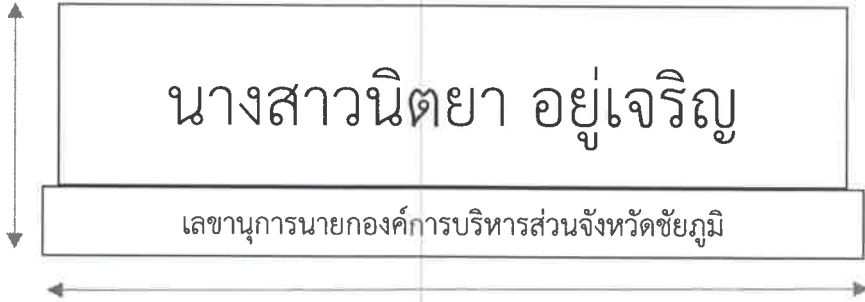 นางสาวนิตยา อยู่เจริญ
เลขานุการนายกองค์การบริหารส่วนจังหวัดชัยภูมิ